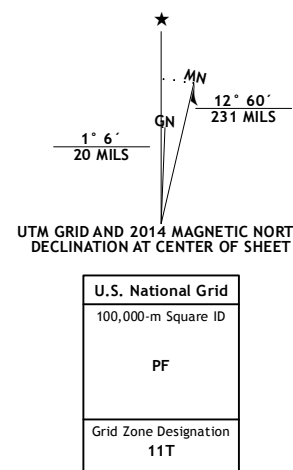 ★
MN
GN
12° 60´
231 MILS
1° 6´
20 MILS
UTM GRID AND 2014 MAGNETIC NORT
DECLINATION AT CENTER OF SHEET
U.S. National Grid
100,000-m Square ID
PF
Grid Zone Designation
11T